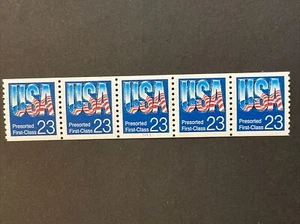 USA USA USA USA USA
Presorted Presorted Presorted Presorted Presorted
First-Class 23 First-Class 23 First-Class 23 First-Class 23 First-Class 23